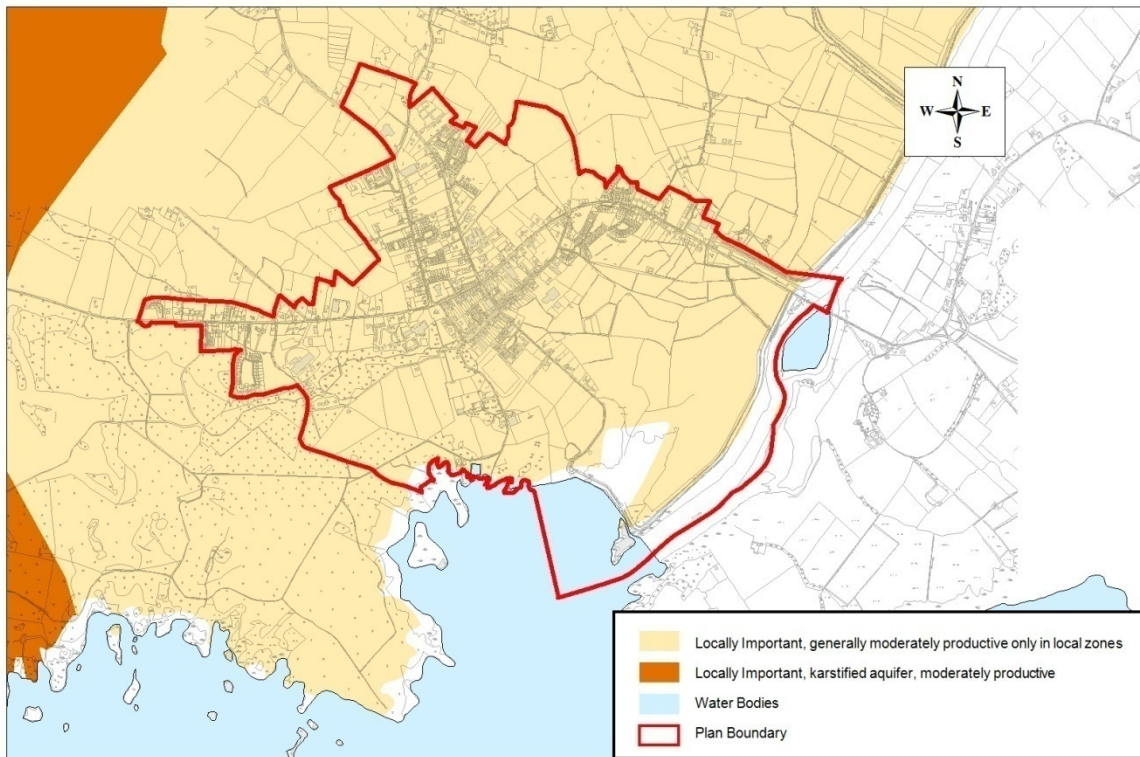 N
W E
S
Locally Important, generally moderately productive only in local zones
Locally Important, karstified aquifer, moderately productive
Water Bodies
Plan Boundary